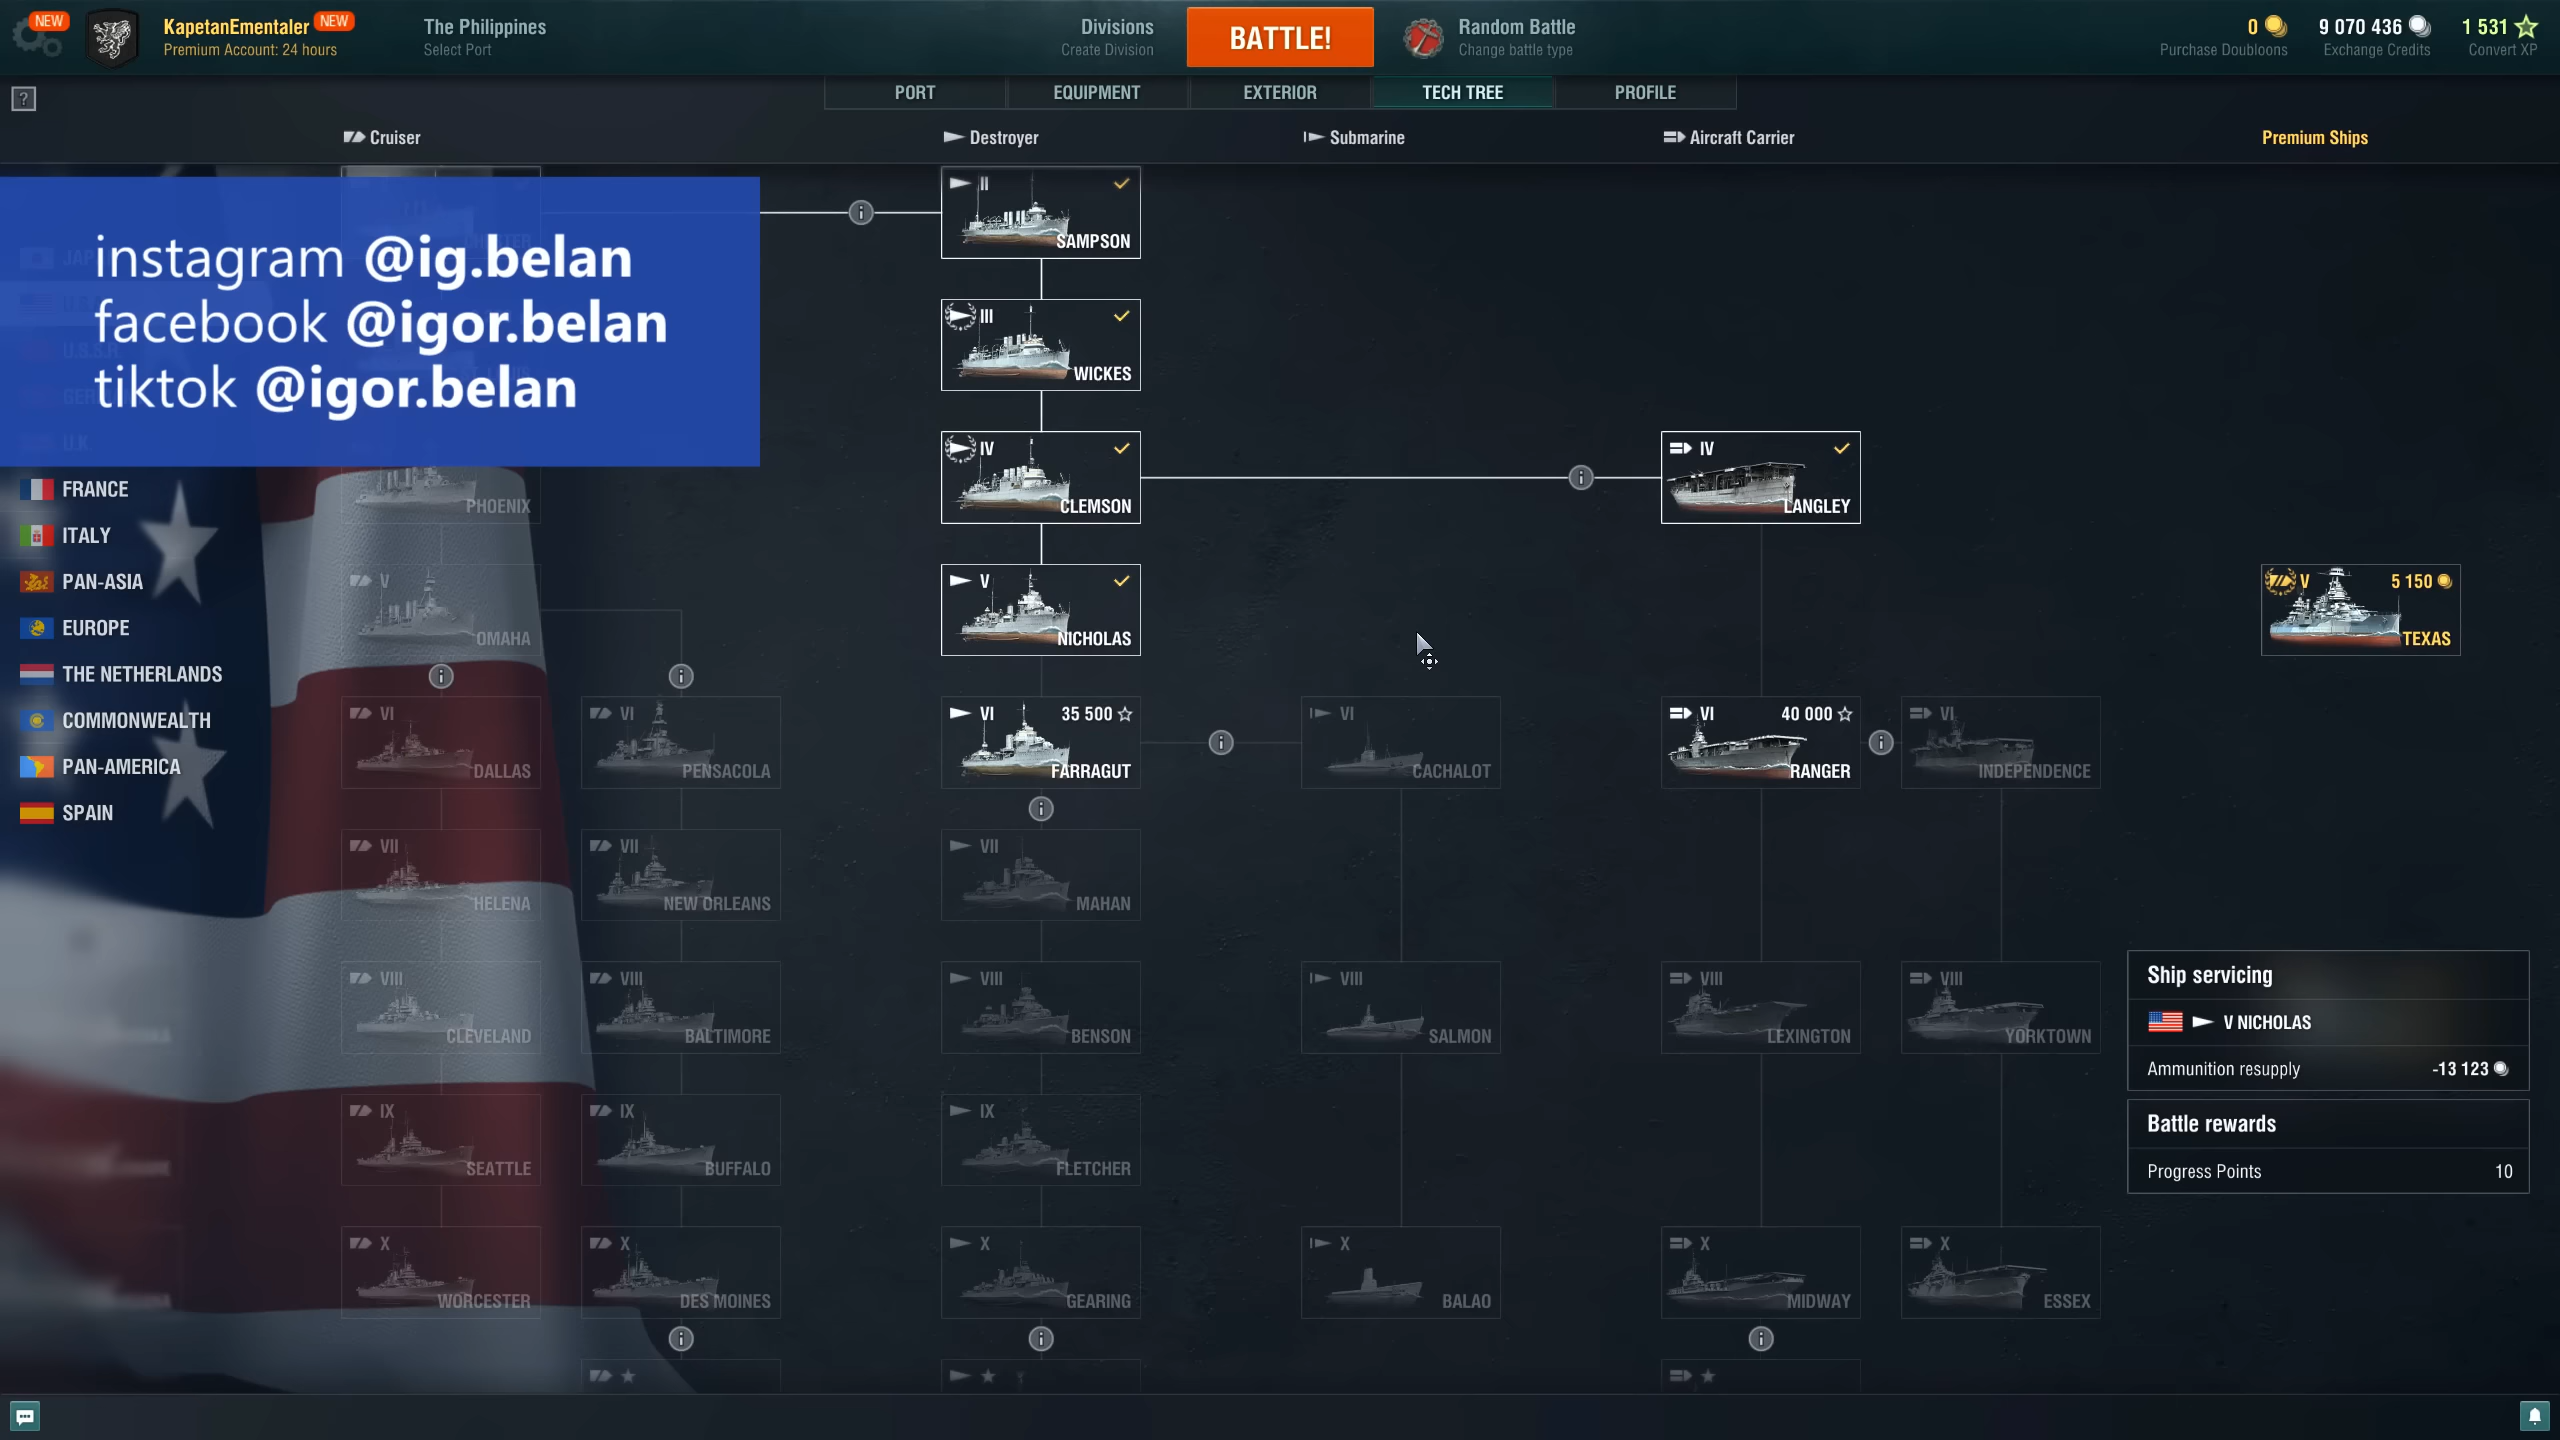 NEW
KapetanEmentaler NEW
Premium Account: 24 hours
The Philippines
Select Port
Divisions
Create Division
BATTLE!
Random Battle
Change battle type
0
Purchase Doubloons
9 070 436
Exchange Credits
1 531
Convert XP
?
PORT
EQUIPMENT
EXTERIOR
TECH TREE
PROFILE
Cruiser
Destroyer
Submarine
Aircraft Carrier
Premium Ships
instagram @ig.belan
facebook @igor.belan
tiktok @igor.belan
U.S.S.R.
U.K.
FRANCE
ITALY
PAN-ASIA
EUROPE
THE NETHERLANDS
COMMONWEALTH
PAN-AMERICA
SPAIN
II
SAMPSON
III
WICKES
IV
CLEMSON
IV
LANGLEY
PHOENIX
V
OMAHA
V
NICHOLAS
V 5 150
TEXAS
VI
DALLAS
VI
PENSACOLA
VI 35 500
FARRAGUT
VI
CACHALOT
VI 40 000
RANGER
VI
INDEPENDENCE
VII
HELENA
VII
NEW ORLEANS
VII
MAHAN
VIII
CLEVELAND
VIII
BALTIMORE
VIII
BENSON
VIII
SALMON
VIII
LEXINGTON
VIII
YORKTOWN
IX
SEATTLE
IX
BUFFALO
IX
FLETCHER
X
WORCESTER
X
DES MOINES
X
GEARING
X
BALAO
X
MIDWAY
X
ESSEX
Ship servicing
V NICHOLAS
Ammunition resupply -13 123
Battle rewards
Progress Points 10